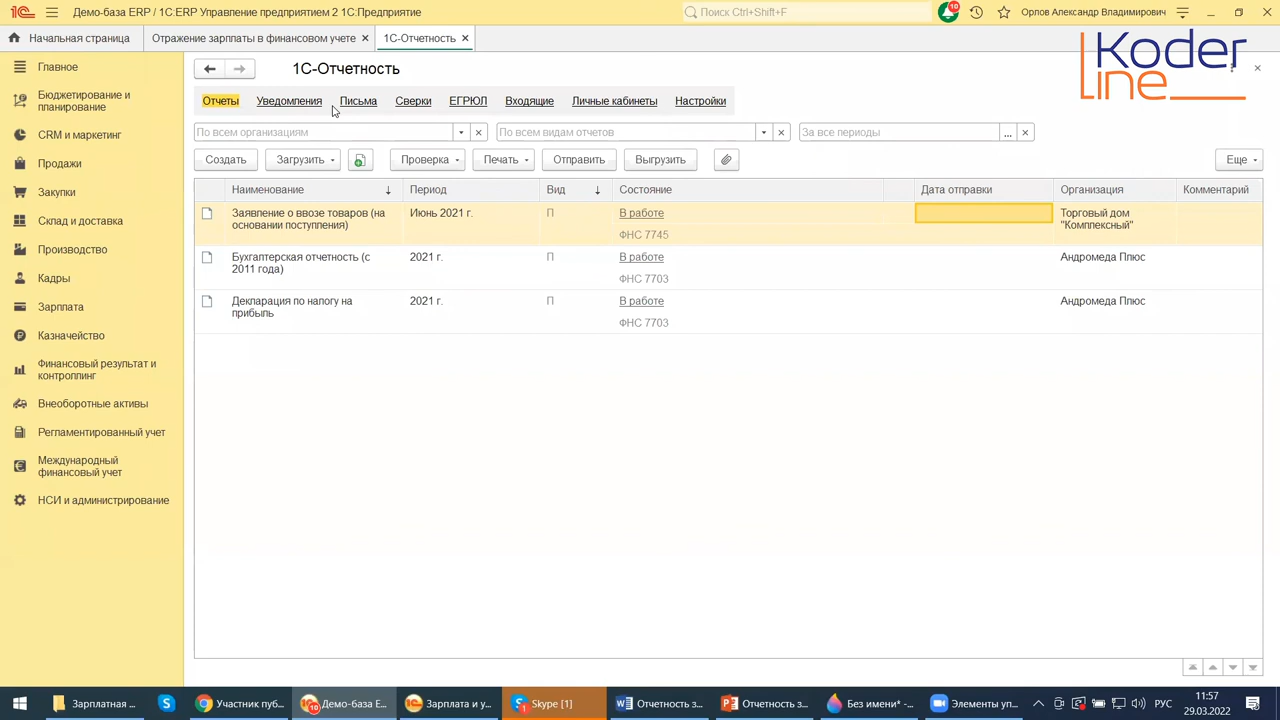 Демо-база ERP / 1С:ERP Управление предприятием 2 1С:Предприятие
Поиск Ctrl+Shift+F
10
Орлов Александр Владимирович
Начальная страница
Отражение зарплаты в финансовом учете
1С-Отчетность
Koder
line
Главное
Бюджетирование и
планирование
CRM и маркетинг
Продажи
Закупки
Склад и доставка
Производство
Кадры
Зарплата
Казначейство
Финансовый результат и
контроллинг
Внеоборотные активы
Регламентированный учет
Международный
финансовый учет
НСИ и администрирование
1С-Отчетность
Отчеты Уведомления Письма Сверки ЕГРЮЛ Входящие Личные кабинеты Настройки
По всем организациям По всем видам отчетов За все периоды ...
Создать Загрузить Проверка Печать Отправить Выгрузить Еще
Наименование Период Вид Состояние Дата отправки Организация Комментарий
Заявление о ввозе товаров (на Июнь 2021 г. П В работе Торговый дом
основании поступления) ФНС 7745 "Комплексный"
Бухгалтерская отчетность (с 2021 г. П В работе Андромеда Плюс
2011 года) ФНС 7703
Декларация по налогу на 2021 г. П В работе Андромеда Плюс
прибыль ФНС 7703
Зарплатная ...
Участник пуб...
10
Демо-база Е...
Зарплата и у...
Skype [1]
Отчетность з...
Отчетность з...
Без имени* -...
Элементы уп...
РУС
11:57
29.03.2022